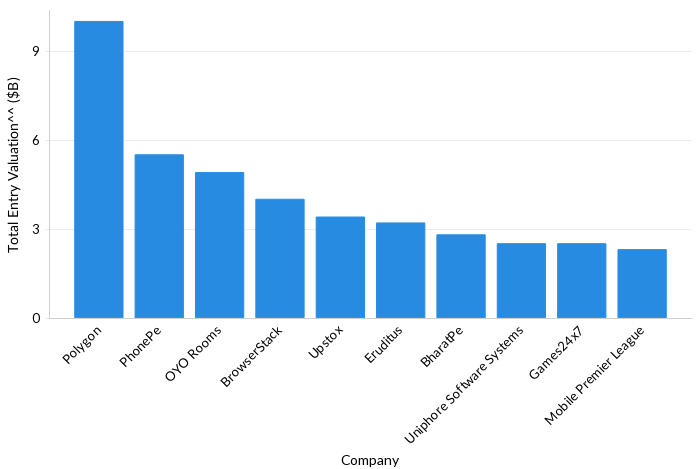 Total Entry Valuation^^ ($B)
9
6
3
0
Polygon
PhonePe
OYO Rooms
BrowserStack
Upstox
Eruditus
BharatPe
Uniphore Software Systems
Games24x7
Mobile Premier League
Company